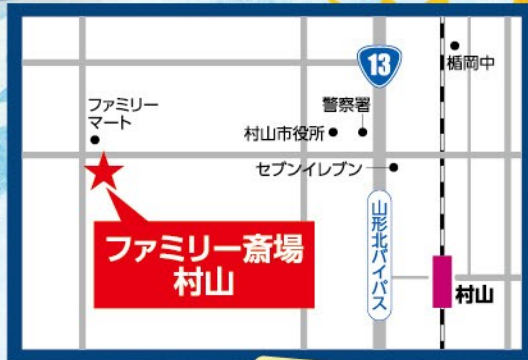 13
楯岡中
ファミリー
マート
警察署
村山市役所
セブンイレブン
ファミリー斎場
村山
山形北バイパス
村山